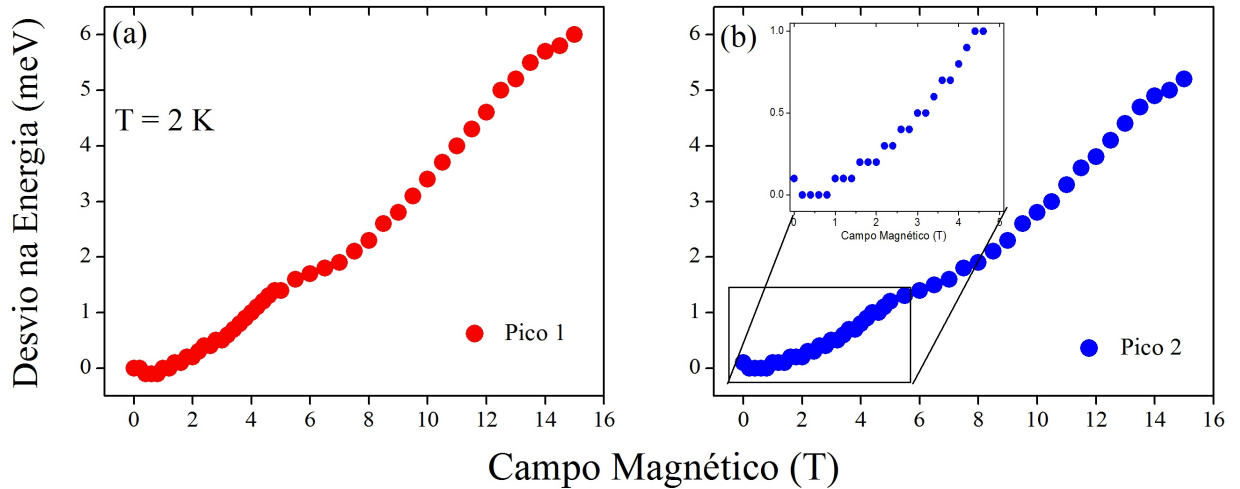 Desvio na Energia (meV)
(a)
T = 2 K
Pico 1
6
5
4
3
2
1
0
0 2 4 6 8 10 12 14 16
(b)
Pico 2
6
5
4
3
2
1
0
0 2 4 6 8 10 12 14 16
1.0
0.5
0.0
0 1 2 3 4 5
Campo Magnético (T)
Campo Magnético (T)